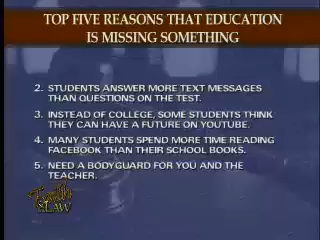 TOP FIVE REASONS THAT EDUCATION
IS MISSING SOMETHING
2. STUDENTS ANSWER MORE TEXT MESSAGES
THAN QUESTIONS ON THE TEST.
3. INSTEAD OF COLLEGE, SOME STUDENTS THINK
THEY CAN HAVE A FUTURE ON YOUTUBE.
4. MANY STUDENTS SPEND MORE TIME READING
FACEBOOK THAN THEIR SCHOOL BOOKS.
5. NEED A BODYGUARD FOR YOU AND THE
TEACHER.
& LAW